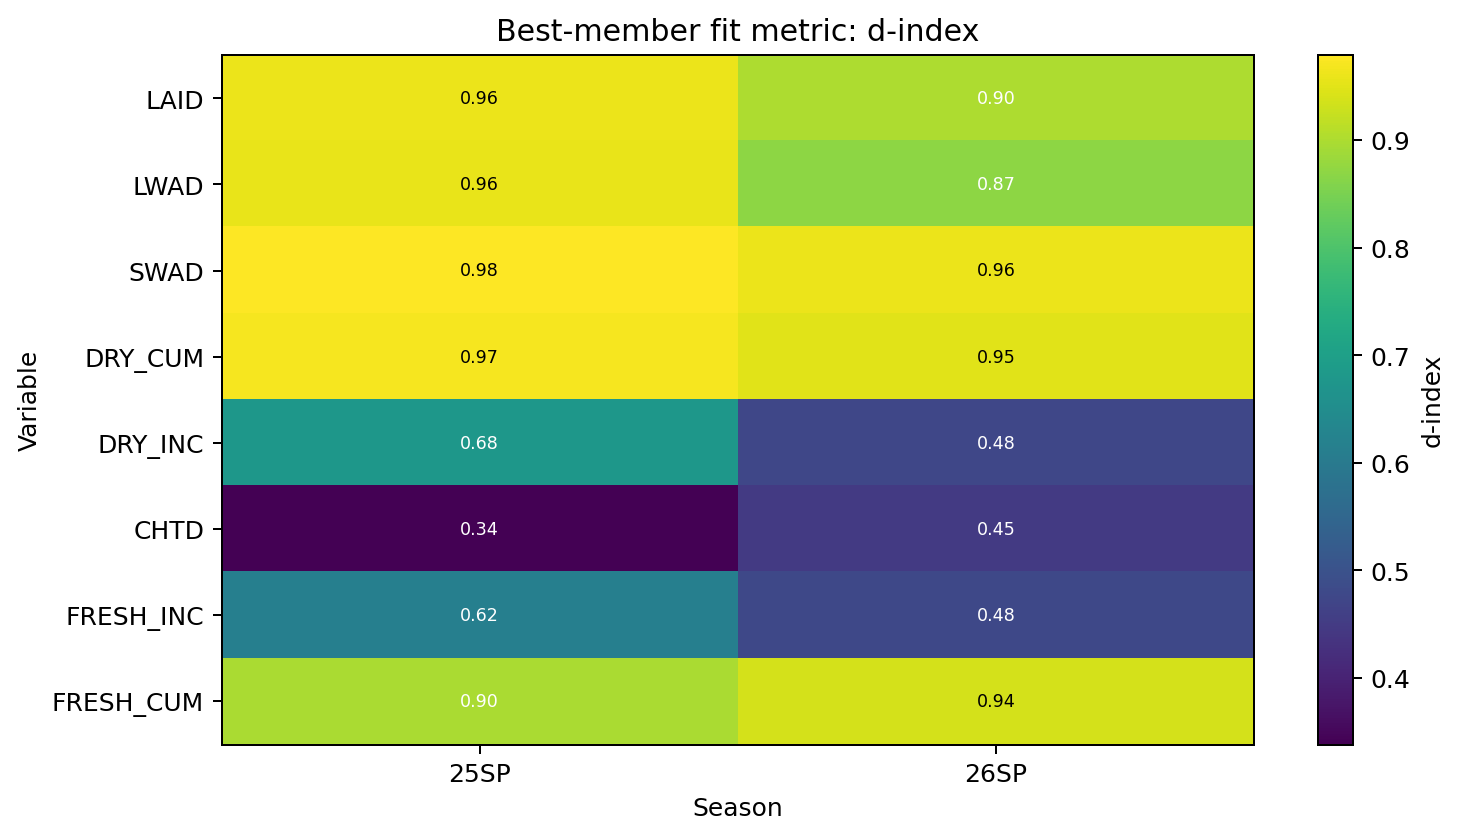 Best-member fit metric: d-index
LAID 0.96 0.90
LWAD 0.96 0.87
SWAD 0.98 0.96
DRY_CUM 0.97 0.95
DRY_INC 0.68 0.48
CHTD 0.34 0.45
FRESH_INC 0.62 0.48
FRESH_CUM 0.90 0.94
25SP 26SP
Season
Variable
0.9
0.8
0.7
0.6
0.5
0.4
d-index